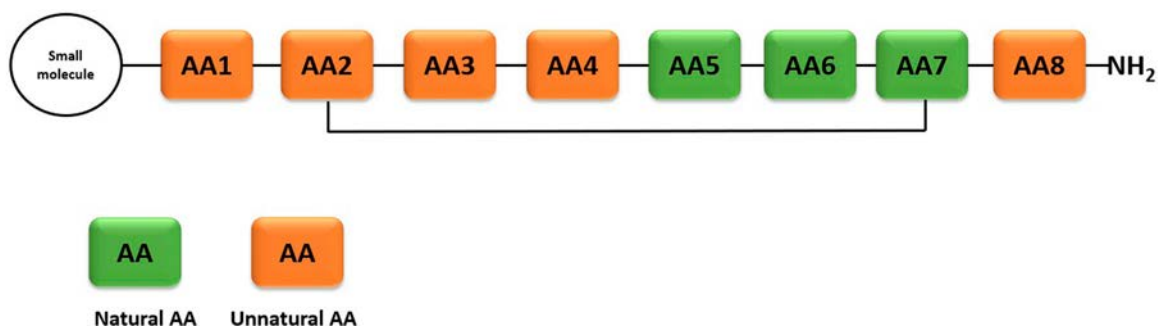 Small
molecule
AA1
AA2
AA3
AA4
AA5
AA6
AA7
AA8
NH2
AA
AA
Natural AA
Unnatural AA